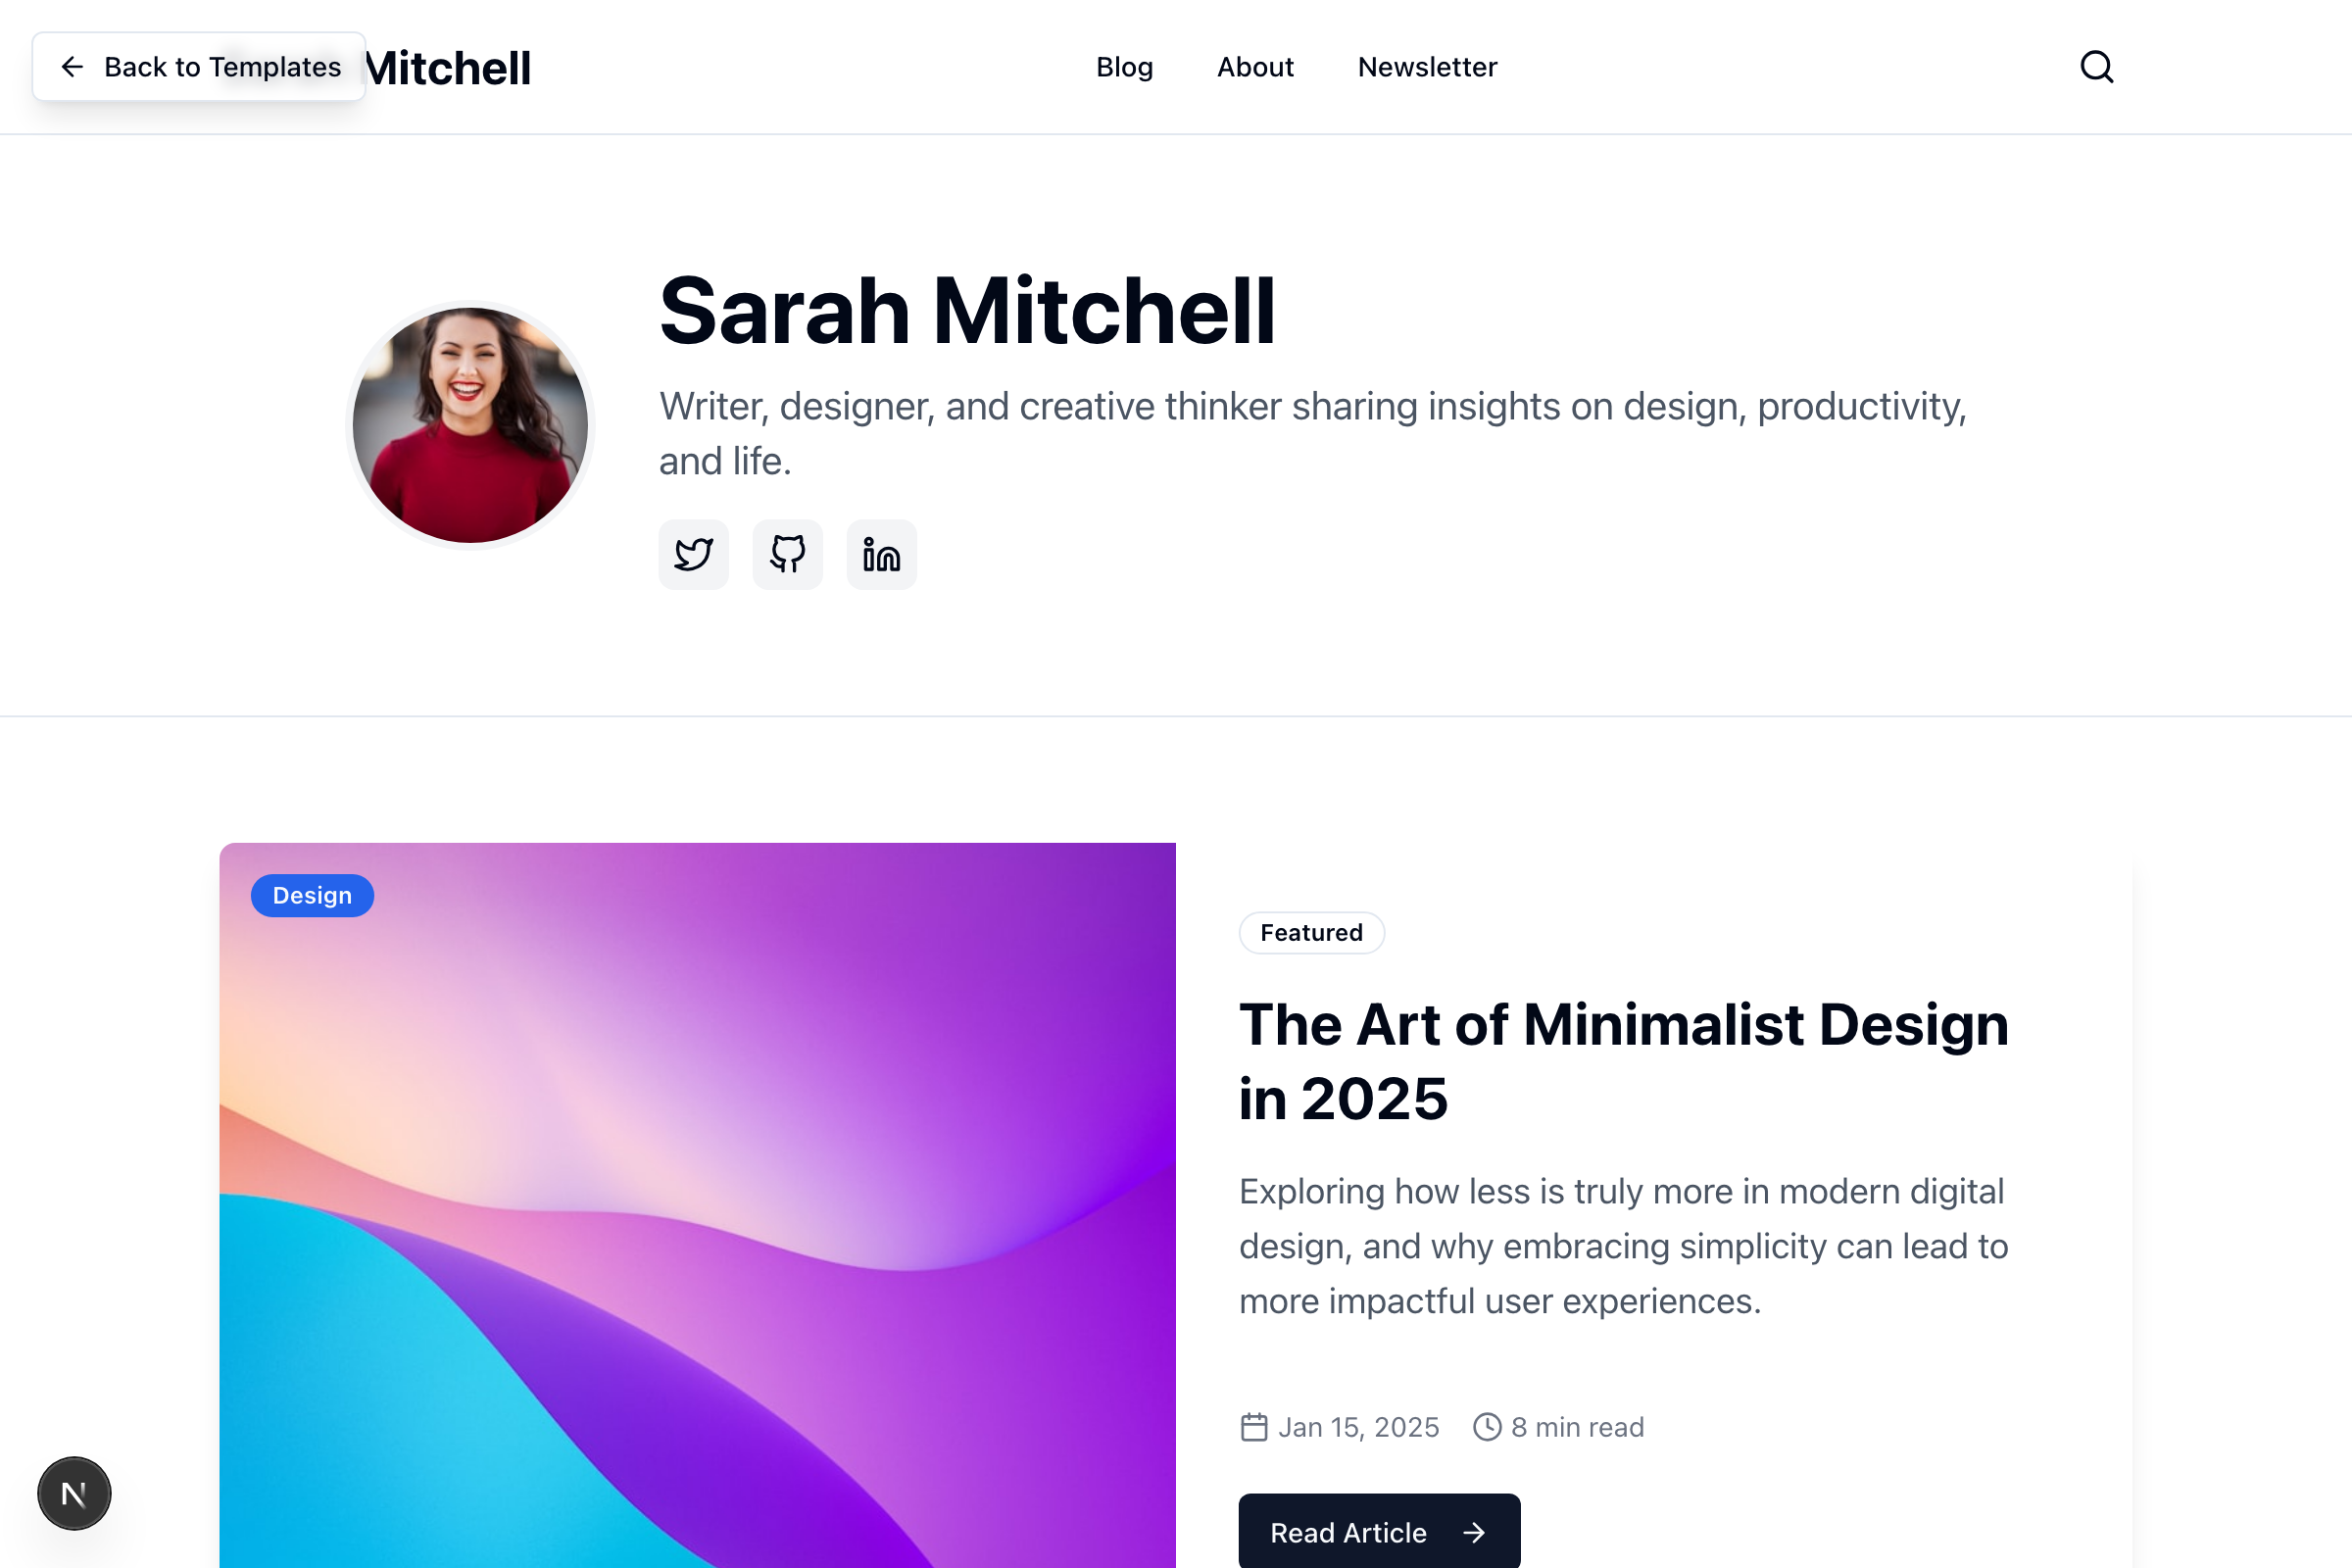 Back to Templates
Mitchell
Blog
About
Newsletter
Sarah Mitchell
Writer, designer, and creative thinker sharing insights on design, productivity,
and life.
Design
Featured
The Art of Minimalist Design
in 2025
Exploring how less is truly more in modern digital
design, and why embracing simplicity can lead to
more impactful user experiences.
Jan 15, 2025
8 min read
Read Article
N